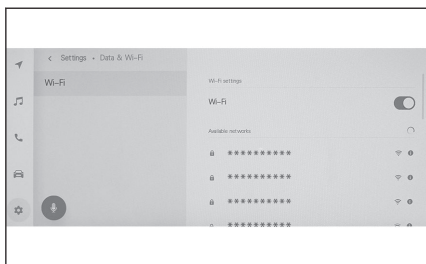 < Settings • Data & Wi-Fi
Wi-Fi
Wi-Fi settings
Wi-Fi
Available networks
**********
**********
**********
**********